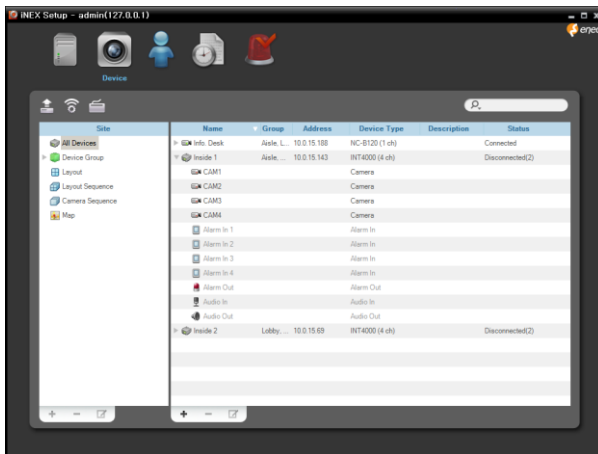 iNEX Setup - admin(127.0.0.1)
eneo
Device
Site
Name Group Address Device Type Description Status
All Devices
Device Group
Layout
Layout Sequence
Camera Sequence
Map
Info. Desk Aisle, L... 10.0.15.188 NC-B120 (1 ch) Connected
Inside 1 Aisle, ... 10.0.15.143 INT4000 (4 ch) Disconnected(2)
CAM1 Camera
CAM2 Camera
CAM3 Camera
CAM4 Camera
Alarm In 1 Alarm In
Alarm In 2 Alarm In
Alarm In 3 Alarm In
Alarm In 4 Alarm In
Alarm Out Alarm Out
Audio In Audio In
Audio Out Audio Out
Inside 2 Lobby, ... 10.0.15.69 INT4000 (4 ch) Disconnected(2)